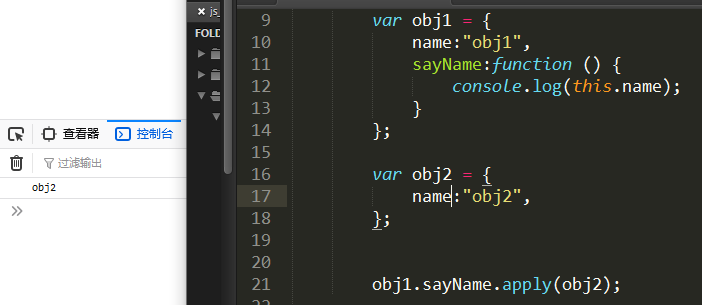 查看器 控制台
过滤输出
obj2
js_
FOLD
9 var obj1 = {
10 name:"obj1",
11 sayName:function () {
12 console.log(this.name);
13 }
14 };
15
16 var obj2 = {
17 name:"obj2",
18 };
19
20
21 obj1.sayName.apply(obj2);